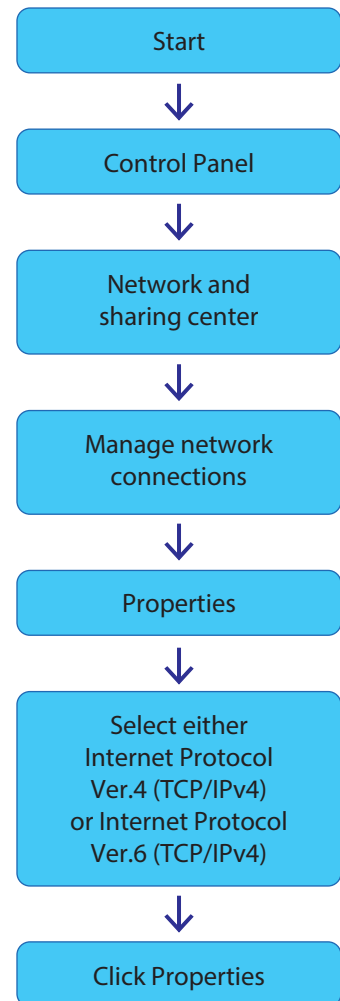 Start
Control Panel
Network and
sharing center
Manage network
connections
Properties
Select either
Internet Protocol
Ver.4 (TCP/IPv4)
or Internet Protocol
Ver.6 (TCP/IPv4)
Click Properties